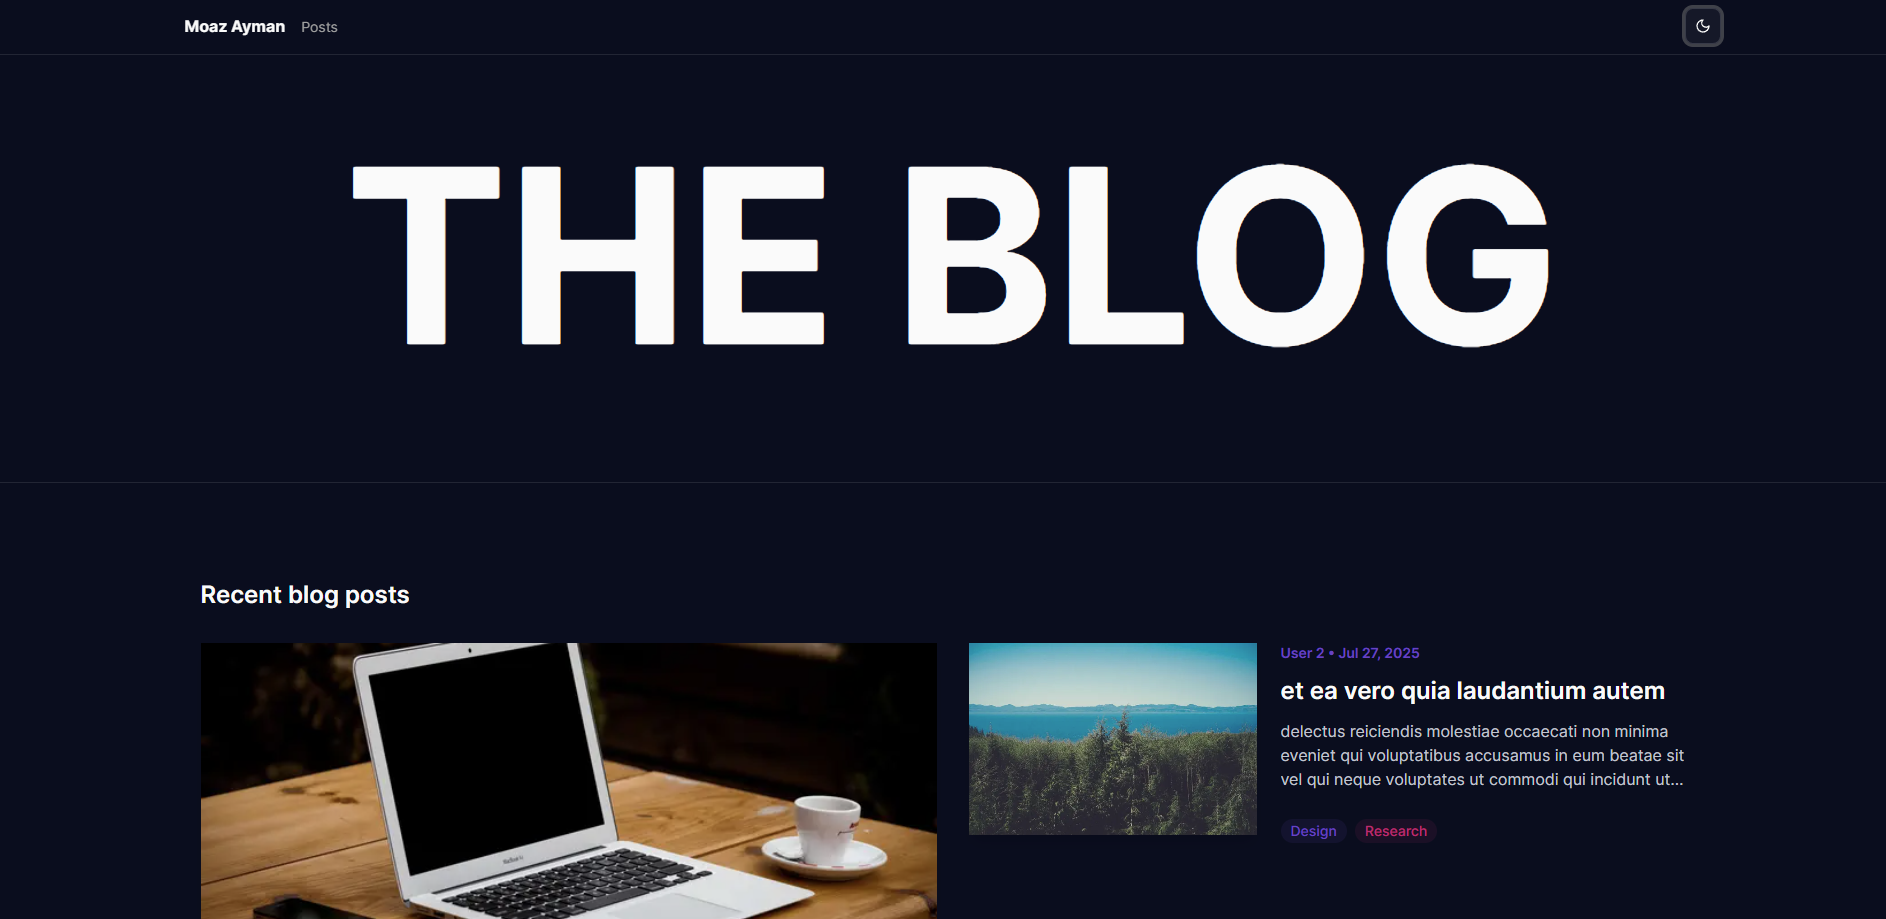 Moaz Ayman Posts
THE BLOG
Recent blog posts
User 2 • Jul 27, 2025
et ea vero quia laudantium autem
delectus reiciendis molestiae occaecati non minima
eveniet qui voluptatibus accusamus in eum beatae sit
vel qui neque voluptates ut commodi qui incidunt ut...
Design Research